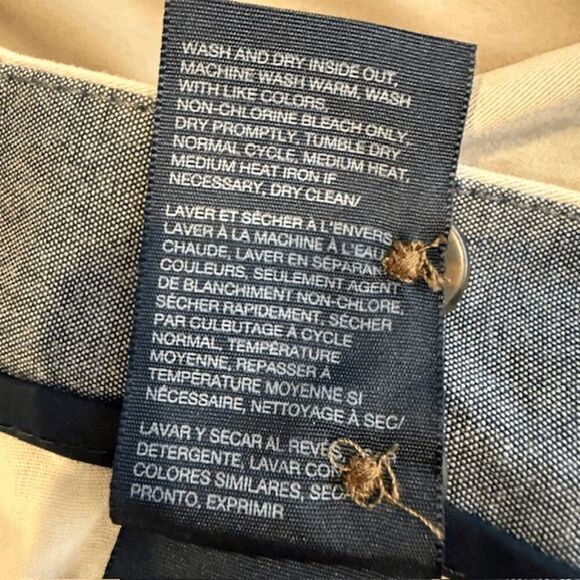 WASH AND DRY INSIDE OUT,
MACHINE WASH WARM, WASH
WITH LIKE COLORS,
NON-CHLORINE BLEACH ONLY,
DRY PROMPTLY, TUMBLE DRY
NORMAL CYCLE, MEDIUM HEAT,
MEDIUM HEAT IRON IF
NECESSARY, DRY CLEAN/
LAVER ET SÉCHER À L'ENVERS
LAVER À LA MACHINE À L'EAU
CHAUDE, LAVER EN SÉPARANT
COULEURS, SEULEMENT AGENT
DE BLANCHIMENT NON-CHLORE,
SÉCHER RAPIDEMENT, SÉCHER
PAR CULBUTAGE À CYCLE
NORMAL, TEMPÉRATURE
MOYENNE, REPASSER À
TEMPÉRATURE MOYENNE SI
NÉCESSAIRE, NETTOYAGE À SEC/
LAVAR Y SECAR AL REVÉS,
DETERGENTE, LAVAR CON
COLORES SIMILARES,
PRONTO, EXPRIMIR